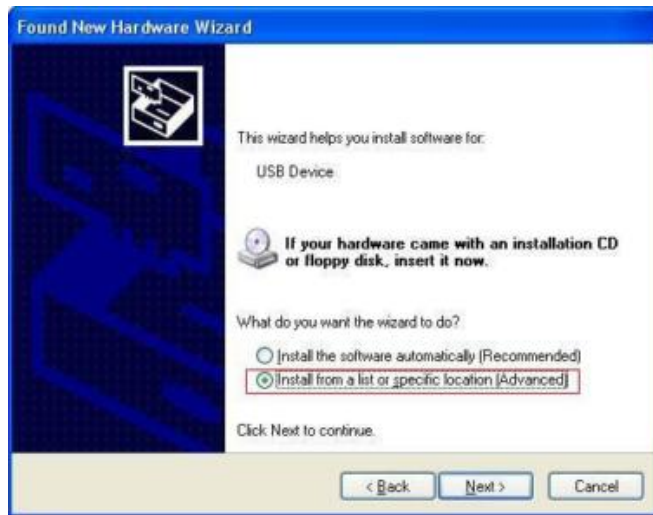 Found New Hardware Wizard
This wizard helps you install software for:
USB Device
If your hardware came with an installation CD
or floppy disk, insert it now.
What do you want the wizard to do?
Install the software automatically (Recommended)
Install from a list or specific location (Advanced)
Click Next to continue.
< Back Next > Cancel